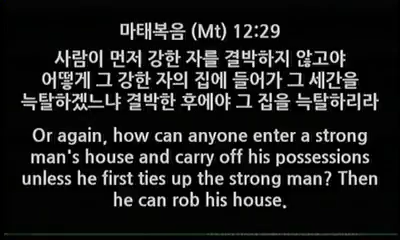 마태복음 (Mt) 12:29
사람이 먼저 강한 자를 결박하지 않고야
어떻게 그 강한 자의 집에 들어가 그 세간을
늑탈하겠느냐 결박한 후에야 그 집을 늑탈하리라
Or again, how can anyone enter a strong
man's house and carry off his possessions
unless he first ties up the strong man? Then
he can rob his house.